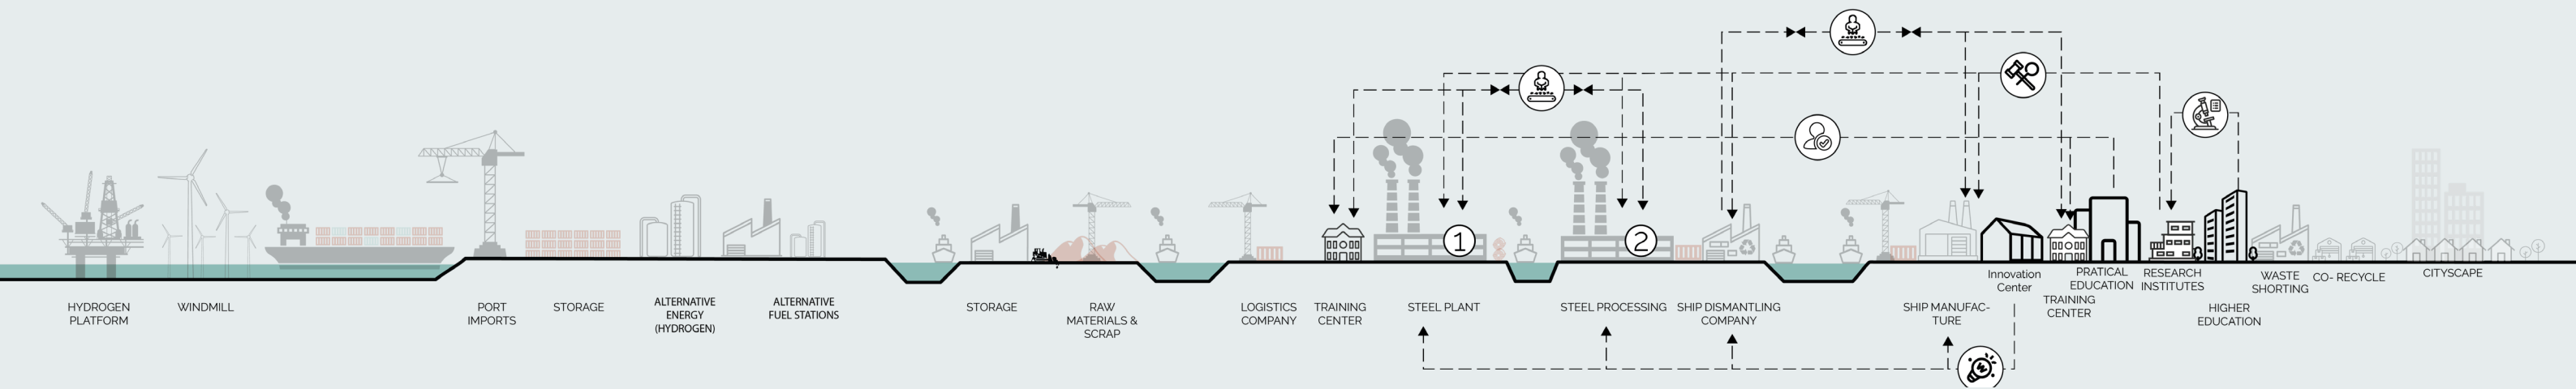 HYDROGEN
PLATFORM
WINDMILL
PORT
IMPORTS
STORAGE
ALTERNATIVE
ENERGY
(HYDROGEN)
ALTERNATIVE
FUEL STATIONS
STORAGE
RAW
MATERIALS &
SCRAP
LOGISTICS
COMPANY
TRAINING
CENTER
1
STEEL PLANT
2
STEEL PROCESSING
SHIP DISMANTLING
COMPANY
SHIP MANUFAC-
TURE
Innovation
Center
TRAINING
CENTER
PRATICAL
EDUCATION
RESEARCH
INSTITUTES
HIGHER
EDUCATION
WASTE
SHORTING
CO- RECYCLE
CITYSCAPE